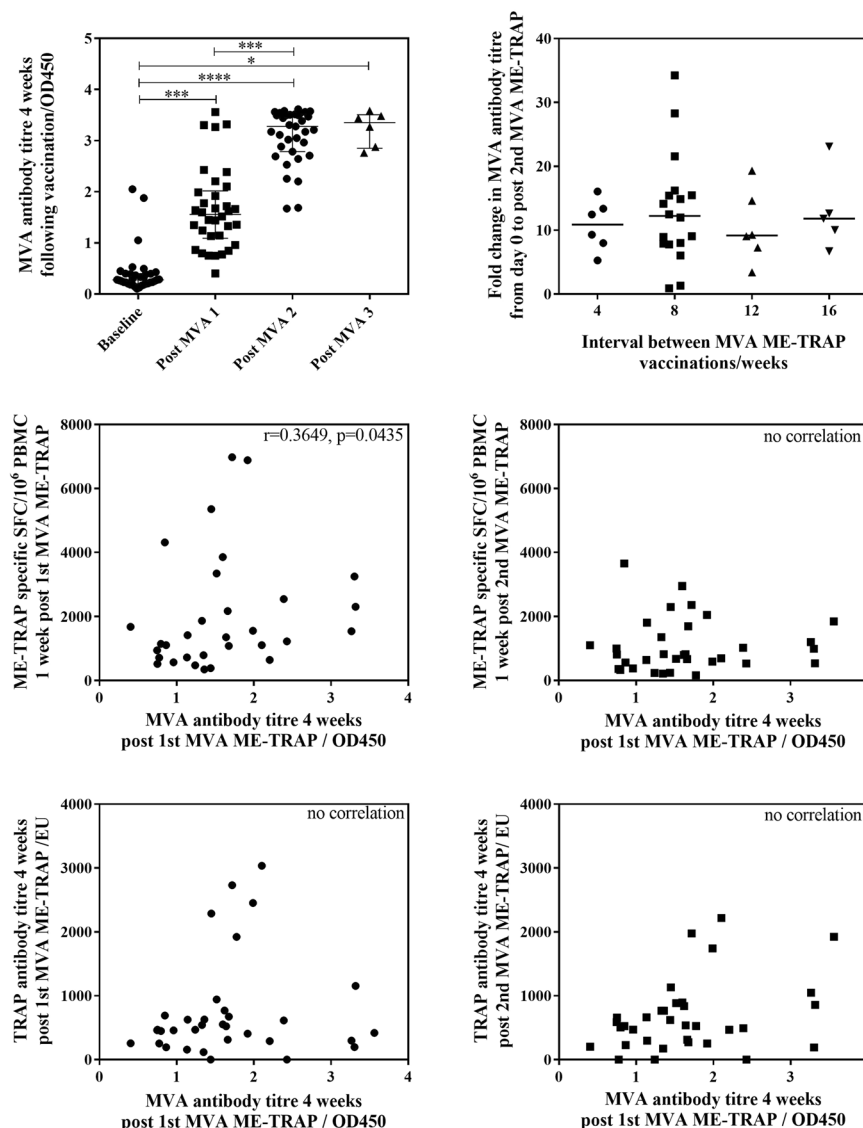 MVA antibody titre 4 weeks
following vaccination/OD450
5
4
3
2
1
0
***
*
****
***
Baseline
Post MVA 1
Post MVA 2
Post MVA 3
Fold change in MVA antibody titre
from day 0 to post 2nd MVA ME-TRAP
40
30
20
10
0
4
8
12
16
Interval between MVA ME-TRAP
vaccinations/weeks
ME-TRAP specific SFC/10⁶ PBMC
1 week post 1st MVA ME-TRAP
8000
6000
4000
2000
0
r=0.3649, p=0.0435
0
1
2
3
4
MVA antibody titre 4 weeks
post 1st MVA ME-TRAP / OD450
ME-TRAP specific SFC/10⁶ PBMC
1 week post 2nd MVA ME-TRAP
8000
6000
4000
2000
0
no correlation
0
1
2
3
MVA antibody titre 4 weeks
post 1st MVA ME-TRAP / OD450
TRAP antibody titre 4 weeks
post 1st MVA ME-TRAP /EU
4000
3000
2000
1000
0
no correlation
0
1
2
3
4
MVA antibody titre 4 weeks
post 1st MVA ME-TRAP / OD450
TRAP antibody titre 4 weeks
post 2nd MVA ME-TRAP/ EU
4000
3000
2000
1000
0
no correlation
0
1
2
3
MVA antibody titre 4 weeks
post 1st MVA ME-TRAP / OD450